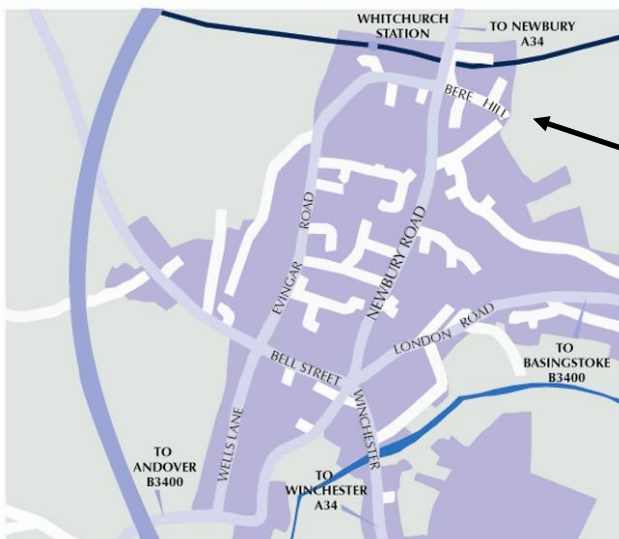 WHITCHURCH
STATION
TO NEWBURY
A34
BERE HILL
EVINGAR ROAD
NEWBURY ROAD
LONDON ROAD
BELL STREET
TO
BASINGSTOKE
B3400
WINCHESTER
WELLS LANE
TO
ANDOVER
B3400
TO
WINCHESTER
A34